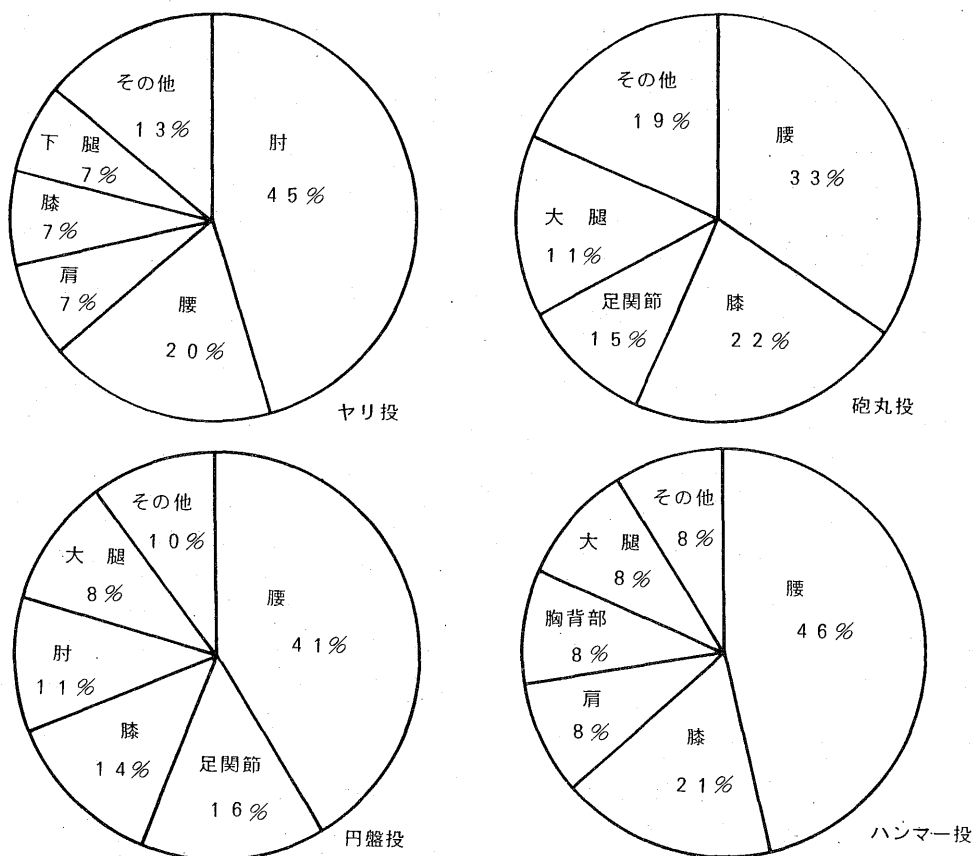 その他
13%
肘
45%
下腿
7%
膝
7%
肩
7%
腰
20%
ヤリ投
その他
19%
腰
33%
大腿
11%
足関節
15%
膝
22%
砲丸投
その他
10%
大腿
8%
腰
41%
肘
11%
膝
14%
足関節
16%
円盤投
その他
8%
大腿
8%
腰
46%
胸背部
8%
肩
8%
膝
21%
ハンマー投